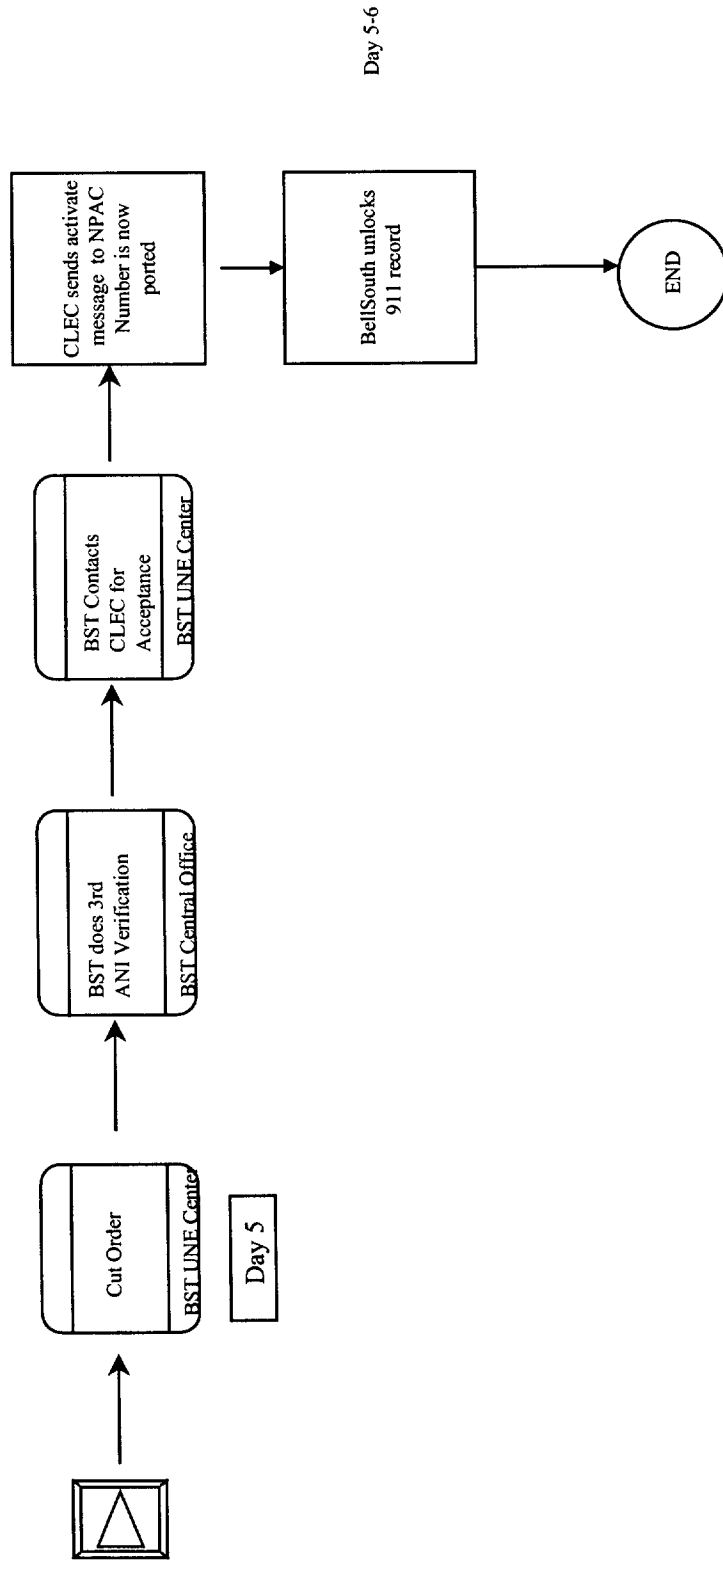 Cut Order
BST UNE Center
Day 5
BST does 3rd
ANI Verification
BST Central Office
BST Contacts
CLEC for
Acceptance
BST UNE Center
CLEC sends activate
message to NPAC
Number is now
ported
BellSouth unlocks
911 record
END
Day 5-6